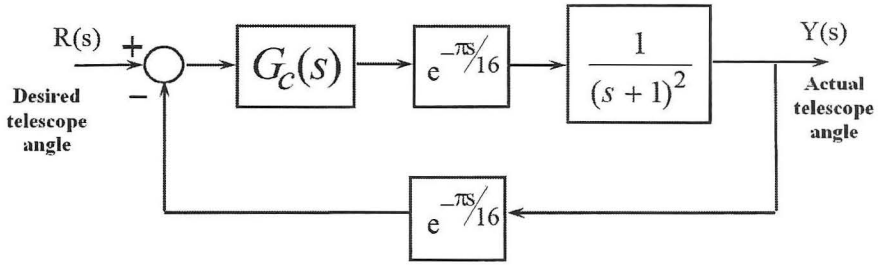 R(s)
+
−
Desired
telescope
angle
G_c(s)
e^{−πs/16}
1
(s + 1)^2
Y(s)
Actual
telescope
angle
e^{−πs/16}